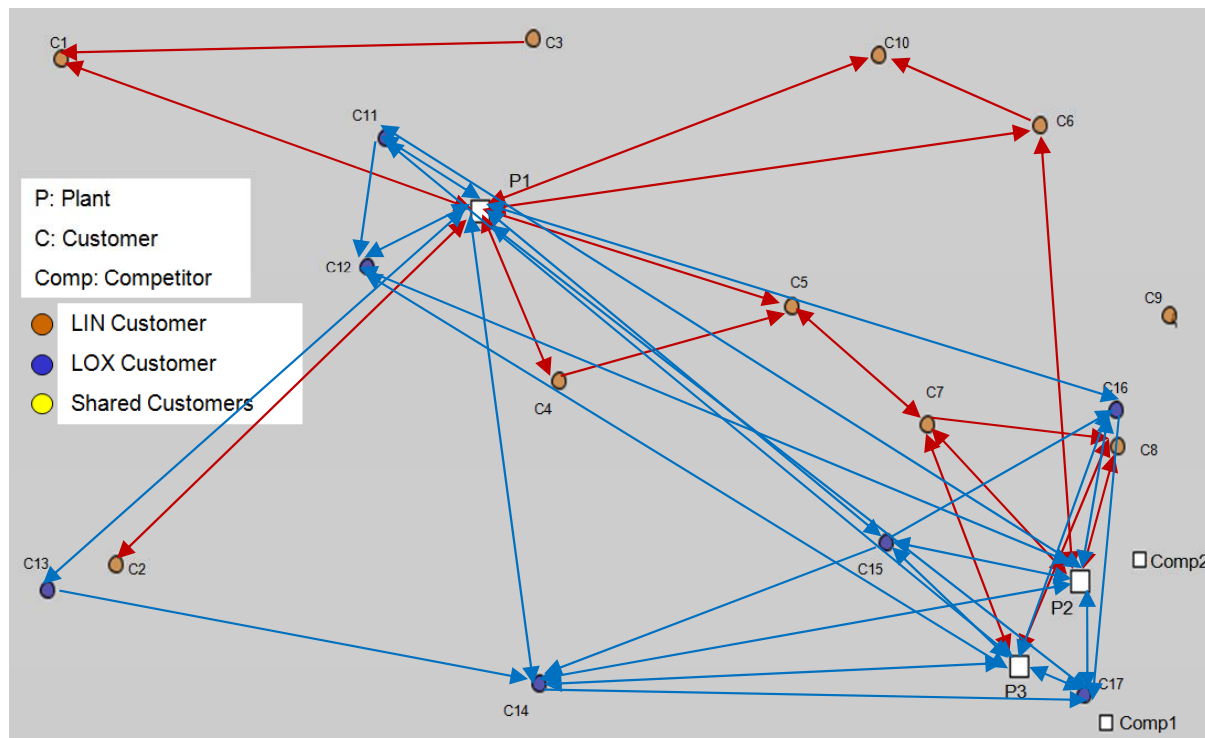 C1
C3
C10
C11
C6
P1
P: Plant
C: Customer
Comp: Competitor
C12
C5
C9
LIN Customer
LOX Customer
Shared Customers
C16
C7
C4
C8
C13
C2
C15
Comp2
P2
P3
C17
C14
Comp1